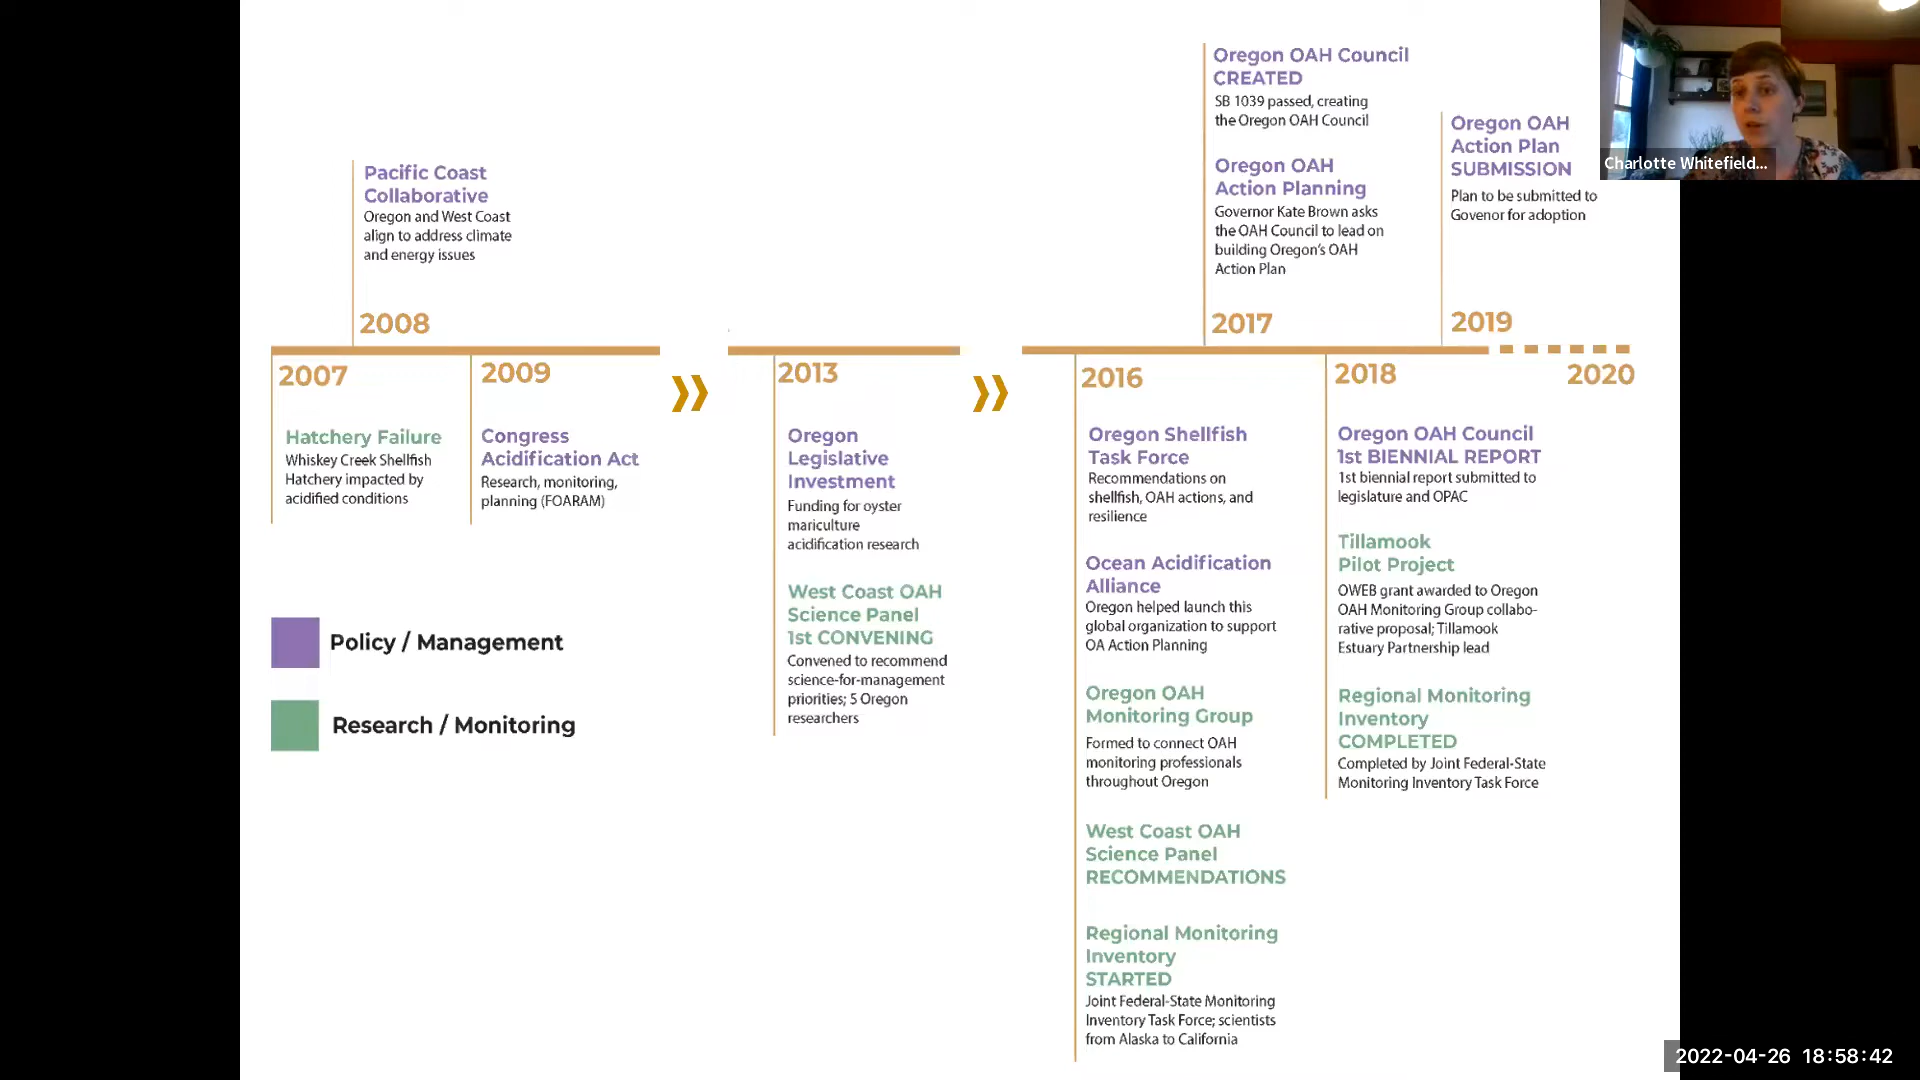 Oregon OAH Council
CREATED
SB 1039 passed, creating
the Oregon OAH Council
Oregon OAH
Action Planning
Governor Kate Brown asks
the OAH Council to lead on
building Oregon's OAH
Action Plan
2017
Oregon OAH
Action Plan
SUBMISSION
Plan to be submitted to
Govenor for adoption
2019
Charlotte Whitefield...
Pacific Coast
Collaborative
Oregon and West Coast
align to address climate
and energy issues
2008
2007
Hatchery Failure
Whiskey Creek Shellfish
Hatchery impacted by
acidified conditions
2009
Congress
Acidification Act
Research, monitoring,
planning (FOARAM)
2013
Oregon
Legislative
Investment
Funding for oyster
mariculture
acidification research
West Coast OAH
Science Panel
1st CONVENING
Convened to recommend
science-for-management
priorities; 5 Oregon
researchers
2016
Oregon Shellfish
Task Force
Recommendations on
shellfish, OAH actions, and
resilience
Ocean Acidification
Alliance
Oregon helped launch this
global organization to support
OA Action Planning
Oregon OAH
Monitoring Group
Formed to connect OAH
monitoring professionals
throughout Oregon
West Coast OAH
Science Panel
RECOMMENDATIONS
Regional Monitoring
Inventory
STARTED
Joint Federal-State Monitoring
Inventory Task Force; scientists
from Alaska to California
2018
Oregon OAH Council
1st BIENNIAL REPORT
1st biennial report submitted to
legislature and OPAC
Tillamook
Pilot Project
OWEB grant awarded to Oregon
OAH Monitoring Group collabo-
rative proposal; Tillamook
Estuary Partnership lead
Regional Monitoring
Inventory
COMPLETED
Completed by Joint Federal-State
Monitoring Inventory Task Force
2020
Policy / Management
Research / Monitoring
2022-04-26 18:58:42